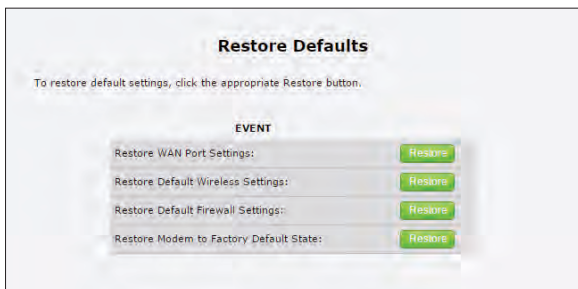 Restore Defaults
To restore default settings, click the appropriate Restore button.
EVENT
Restore WAN Port Settings: Restore
Restore Default Wireless Settings: Restore
Restore Default Firewall Settings: Restore
Restore Modem to Factory Default State: Restore